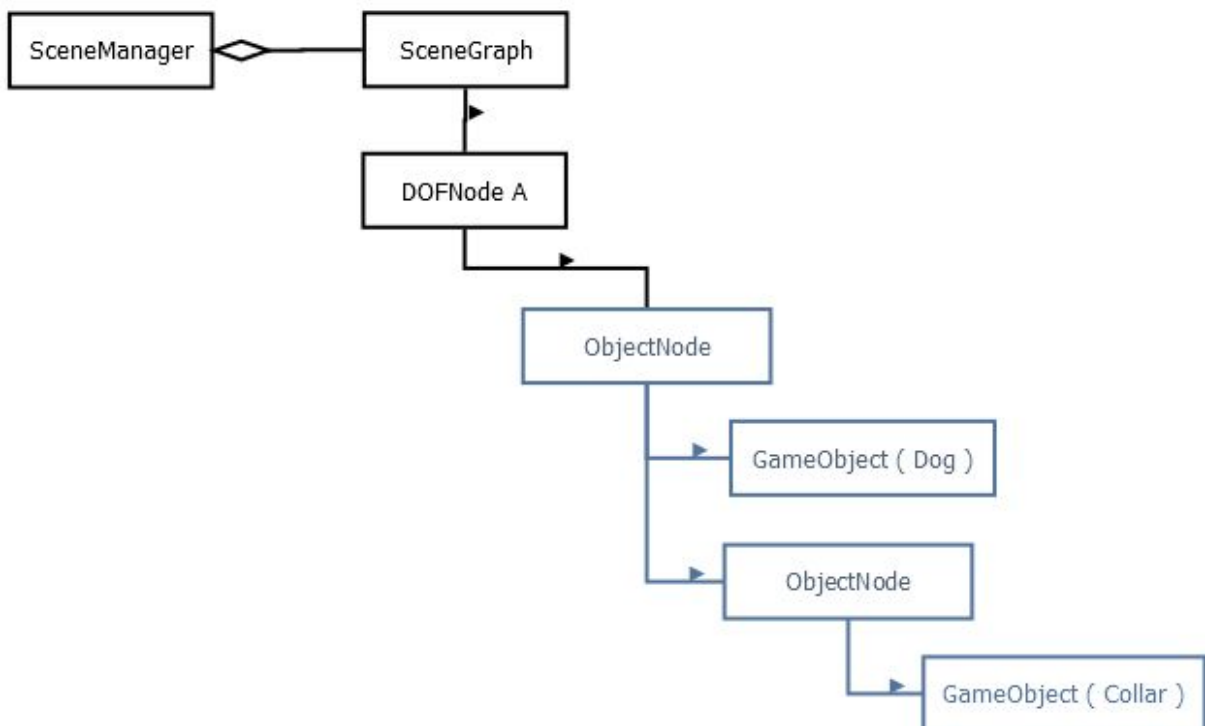 SceneManager
SceneGraph
DOFNode A
ObjectNode
GameObject ( Dog )
ObjectNode
GameObject ( Collar )